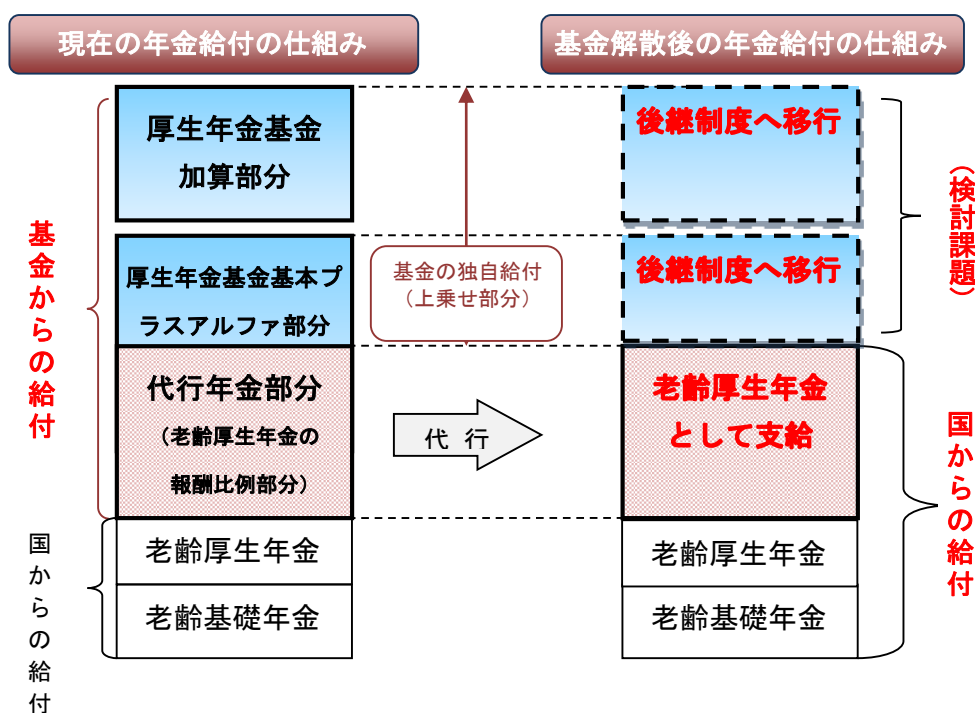 現在の年金給付の仕組み
基金解散後の年金給付の仕組み
厚生年金基金
加算部分
厚生年金基金基本プ
ラスアルファ部分
代行年金部分
（老齢厚生年金の
報酬比例部分）
老齢厚生年金
老齢基礎年金
基金からの給付
国からの給付
基金の独自給付
（上乗せ部分）
代 行
後継制度へ移行
後継制度へ移行
老齢厚生年金
として支給
老齢厚生年金
老齢基礎年金
（検討課題）
国からの給付